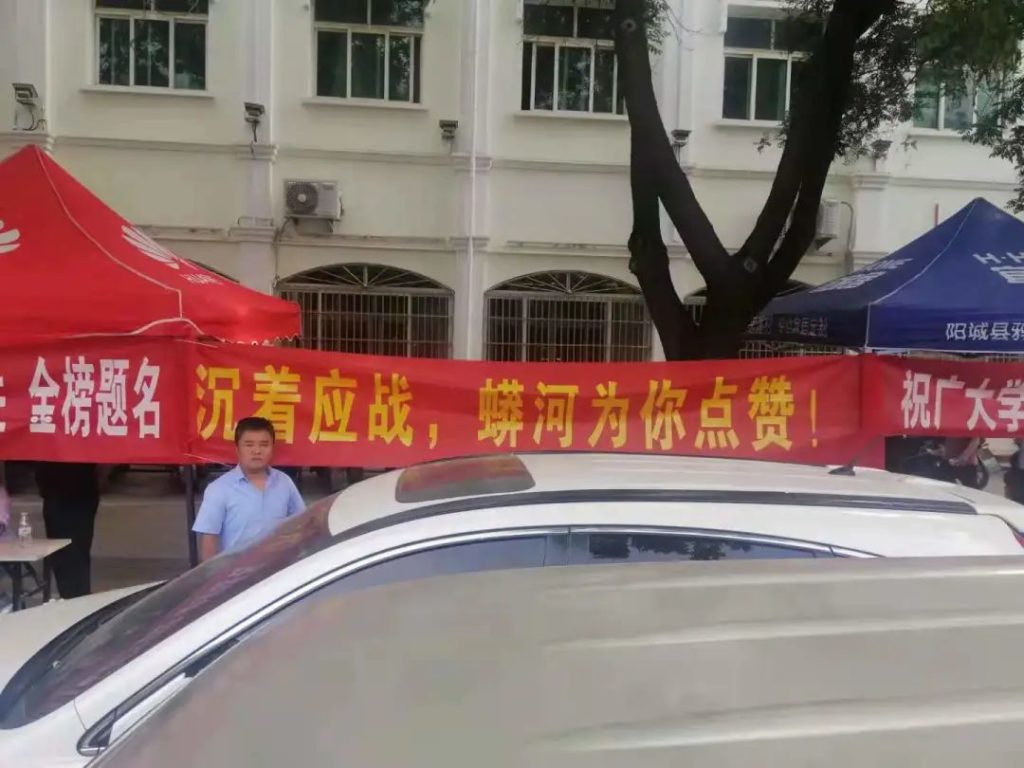 金榜题名
沉着应战，蟒河为你点赞！
祝广大学
阳城县
H·H